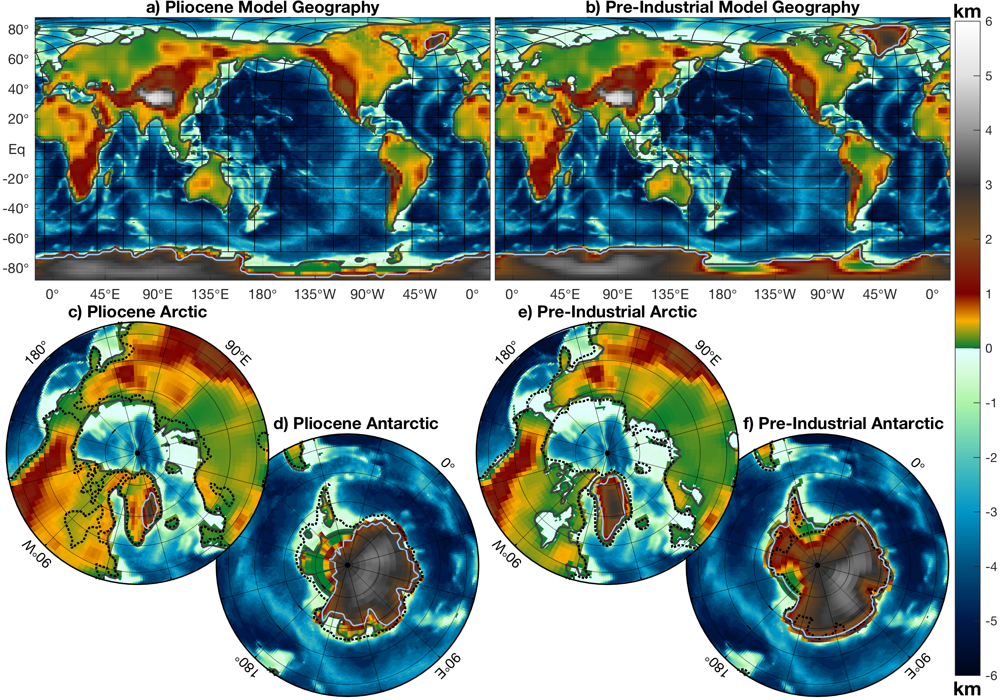 a) Pliocene Model Geography
b) Pre-Industrial Model Geography
km
80°
60°
40°
20°
Eq
-20°
-40°
-60°
-80°
0° 45°E 90°E 135°E 180° 135°W 90°W 45°W 0°
0° 45°E 90°E 135°E 180° 135°W 90°W 45°W 0°
6
5
4
3
2
1
0
-1
-2
-3
-4
-5
-6
km
c) Pliocene Arctic
180°
90°E
90°W
d) Pliocene Antarctic
0°
90°E
180°
e) Pre-Industrial Arctic
180°
90°E
90°W
f) Pre-Industrial Antarctic
0°
90°E
180°